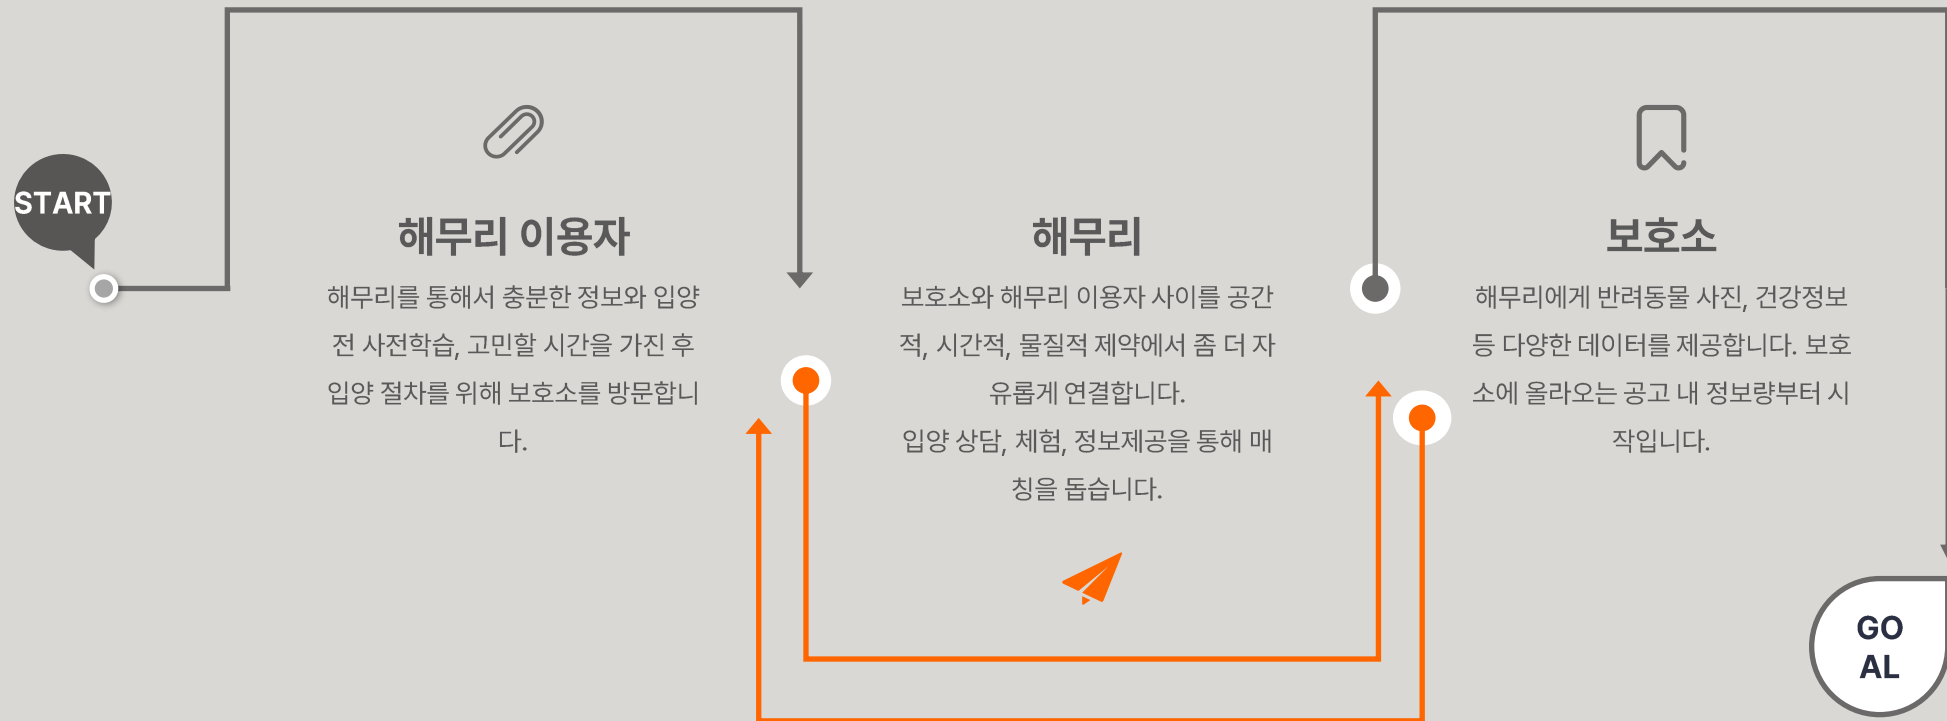 START
해무리 이용자
해무리를 통해서 충분한 정보와 입양
전 사전학습, 고민할 시간을 가진 후
입양 절차를 위해 보호소를 방문합니
다.
해무리
보호소와 해무리 이용자 사이를 공간
적, 시간적, 물질적 제약에서 좀 더 자
유롭게 연결합니다.
입양 상담, 체험, 정보제공을 통해 매
칭을 돕습니다.
보호소
해무리에게 반려동물 사진, 건강정보
등 다양한 데이터를 제공합니다. 보호
소에 올라오는 공고 내 정보량부터 시
작입니다.
GO
AL